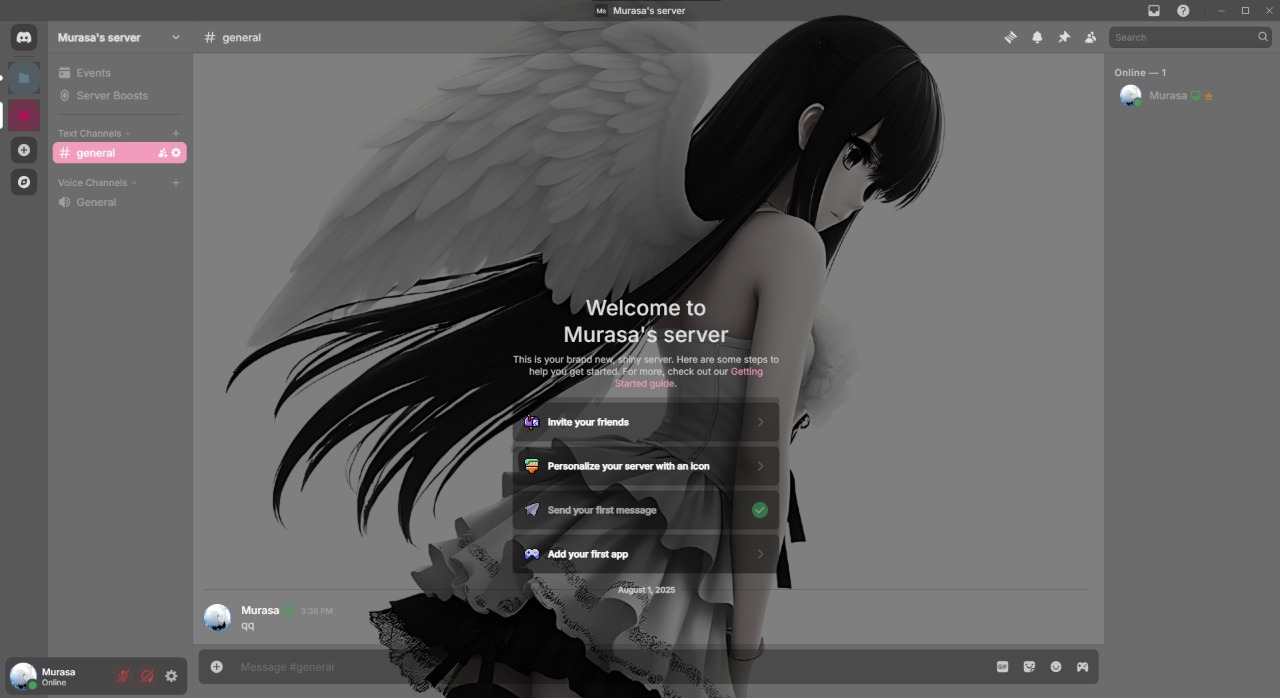 Ms Murasa's server
Murasa's server
# general
Search
Events
Server Boosts
Text Channels
# general
Voice Channels
General
Welcome to
Murasa's server
This is your brand new, shiny server. Here are some steps to
help you get started. For more, check out our Getting
Started guide.
Invite your friends
Personalize your server with an icon
Send your first message
Add your first app
August 1, 2025
Murasa 3:38 PM
qq
Message #general
GIF
Online — 1
Murasa
Murasa
Online